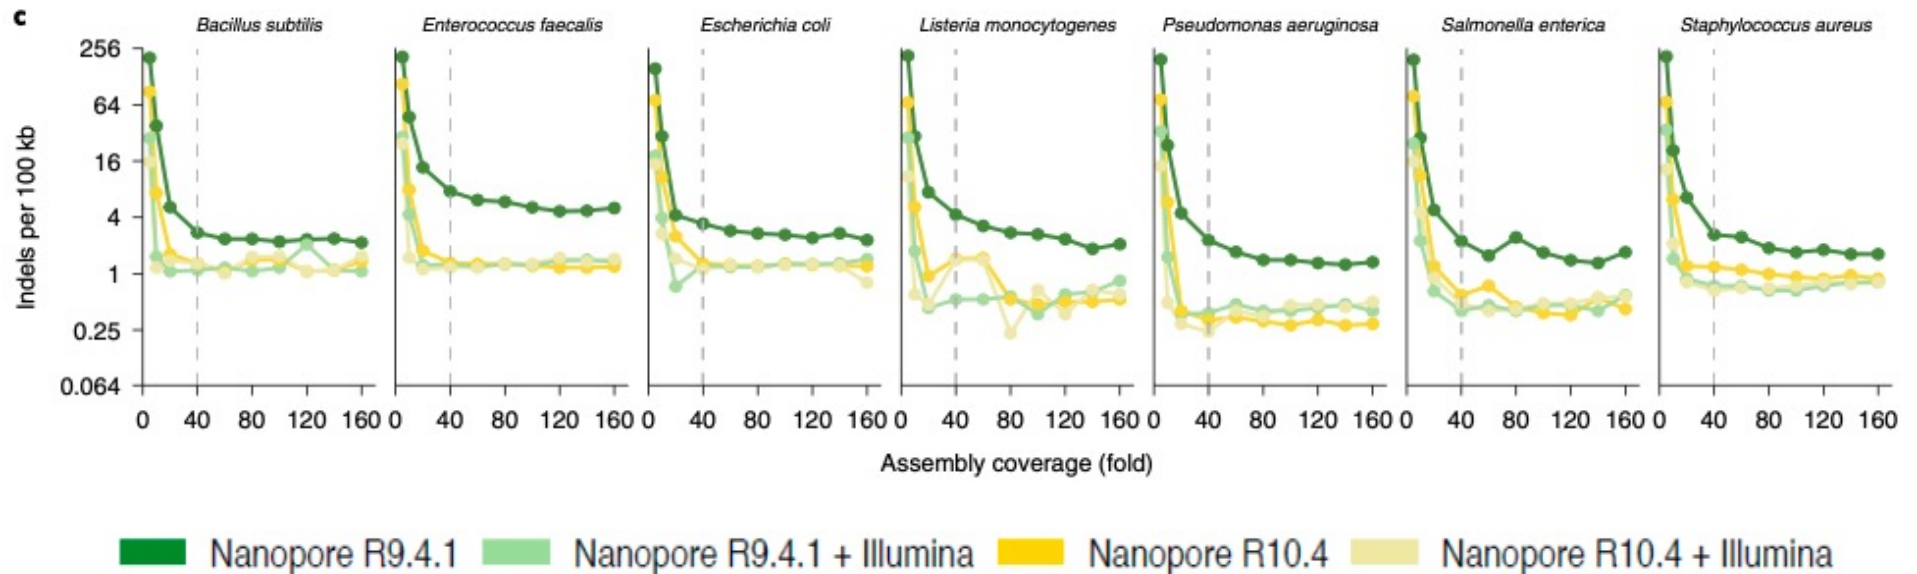 c
Bacillus subtilis Enterococcus faecalis Escherichia coli Listeria monocytogenes Pseudomonas aeruginosa Salmonella enterica Staphylococcus aureus
256
64
16
4
1
0.25
0.064
Indels per 100 kb
0 40 80 120 160 0 40 80 120 160 0 40 80 120 160 0 40 80 120 160 0 40 80 120 160 0 40 80 120 160 0 40 80 120 160
Assembly coverage (fold)
Nanopore R9.4.1 Nanopore R9.4.1 + Illumina Nanopore R10.4 Nanopore R10.4 + Illumina